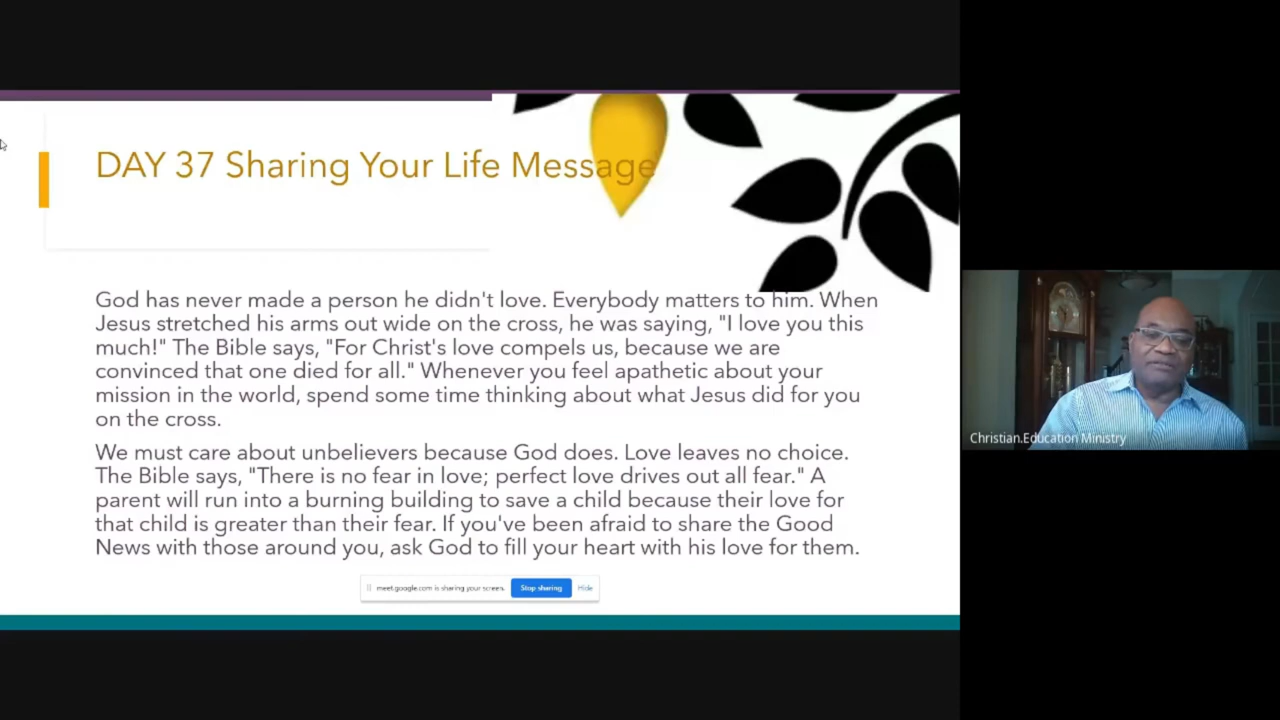 DAY 37 Sharing Your Life Message
God has never made a person he didn't love. Everybody matters to him. When
Jesus stretched his arms out wide on the cross, he was saying, "I love you this
much!" The Bible says, "For Christ's love compels us, because we are
convinced that one died for all." Whenever you feel apathetic about your
mission in the world, spend some time thinking about what Jesus did for you
on the cross.
We must care about unbelievers because God does. Love leaves no choice.
The Bible says, "There is no fear in love; perfect love drives out all fear." A
parent will run into a burning building to save a child because their love for
that child is greater than their fear. If you've been afraid to share the Good
News with those around you, ask God to fill your heart with his love for them.
meet.google.com is sharing your screen. Stop sharing Hide
Christian.Education Ministry